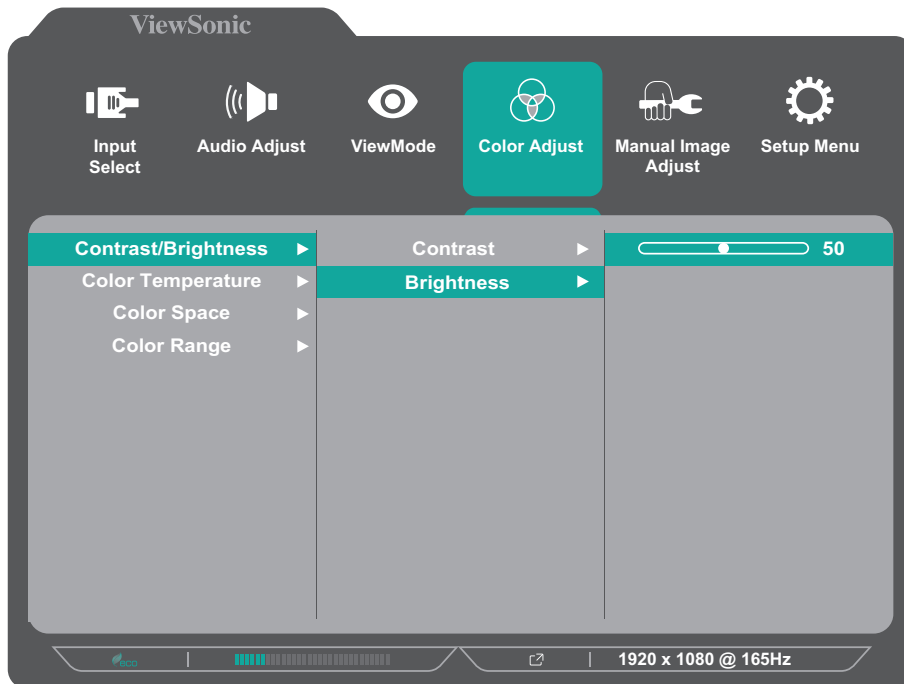 ViewSonic
Input
Select
Audio Adjust
ViewMode
Color Adjust
Manual Image
Adjust
Setup Menu
Contrast/Brightness
Color Temperature
Color Space
Color Range
Contrast
Brightness
50
eco
1920 x 1080 @ 165Hz